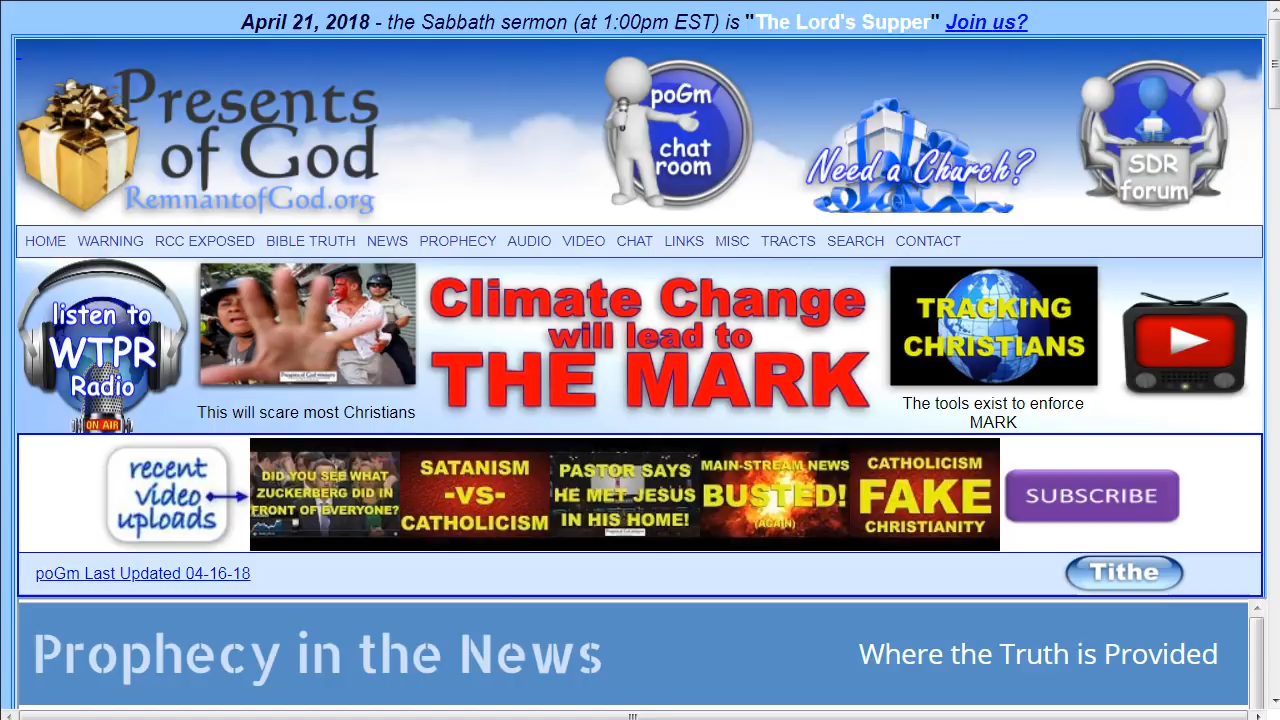 April 21, 2018 - the Sabbath sermon (at 1:00pm EST) is "The Lord's Supper" Join us?
Presents
of God
RemnantofGod.org
poGm
chat
room
Need a Church?
SDR
forum
HOME WARNING RCC EXPOSED BIBLE TRUTH NEWS PROPHECY AUDIO VIDEO CHAT LINKS MISC TRACTS SEARCH CONTACT
listen to
WTPR
Radio
ON AIR
This will scare most Christians
Climate Change
will lead to
THE MARK
TRACKING
CHRISTIANS
The tools exist to enforce
MARK
recent
video
uploads
DID YOU SEE WHAT
ZUCKERBERG DID IN
FRONT OF EVERYONE?
SATANISM
-VS-
CATHOLICISM
PASTOR SAYS
HE MET JESUS
IN HIS HOME!
MAIN-STREAM NEWS
BUSTED!
(AGAIN)
CATHOLICISM
FAKE
CHRISTIANITY
SUBSCRIBE
poGm Last Updated 04-16-18
Tithe
Prophecy in the News
Where the Truth is Provided